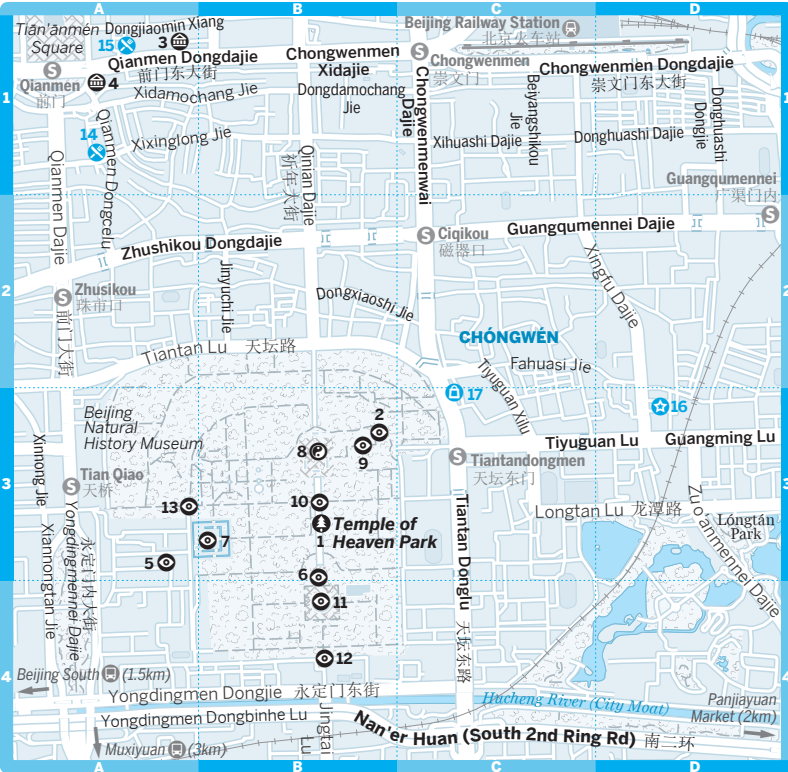 A
B
C
D
Tiān'ānmén
Square
Dongjiaomin Xiang
15
3
Beijing Railway Station
北京火车站
Qianmen Dongdajie
前门东大街
Chongwenmen
Xidajie
Chongwenmen
崇文门
Chongwenmen Dongdajie
崇文门东大街
Qianmen
前门
4
Xidamochang Jie
Dongdamochang
Jie
Chongwenmenwai
Dajie
Beiyangshikou
Jie
Donghuashi
Dongjie
1
1
14
Xixinglong Jie
Qianmen Dongcelu
Qianmen Dajie
Qinian Dajie
祈年大街
Xihuashi Dajie
Donghuashi Dajie
Guangqumennei
广渠门内
Zhushikou Dongdajie
Ciqikou
磁器口
Guangqumennei Dajie
Xingfu Dajie
2
2
Zhusikou
珠市口
前门大街
Jinyuchi Jie
Dongxiaoshi Jie
CHÓNGWÉN
Tiantan Lu 天坛路
Fahuasi Jie
Tiyuguan Xilu
17
16
Beijing
Natural
History Museum
2
8
9
Tiyuguan Lu
Guangming Lu
Xinnong Jie
Tian Qiao
天桥
Tiantandongmen
天坛东门
3
3
13
10
Temple of
Heaven Park
1
7
5
Longtan Lu 龙潭路
Zuo'anmennei Dajie
Lóngtán
Park
Xiannongtan Jie
Yongdingmennei Dajie
永定门内大街
6
11
Tiantan Donglu
天坛东路
12
4
4
Beijing South (1.5km)
Yongdingmen Dongjie 永定门东街
Hucheng River (City Moat)
Panjiayuan
Market (2km)
Yongdingmen Dongbinhe Lu
Jingtai
Lu
Nan'er Huan (South 2nd Ring Rd) 南二环
Muxiyuan (3km)
A
B
C
D